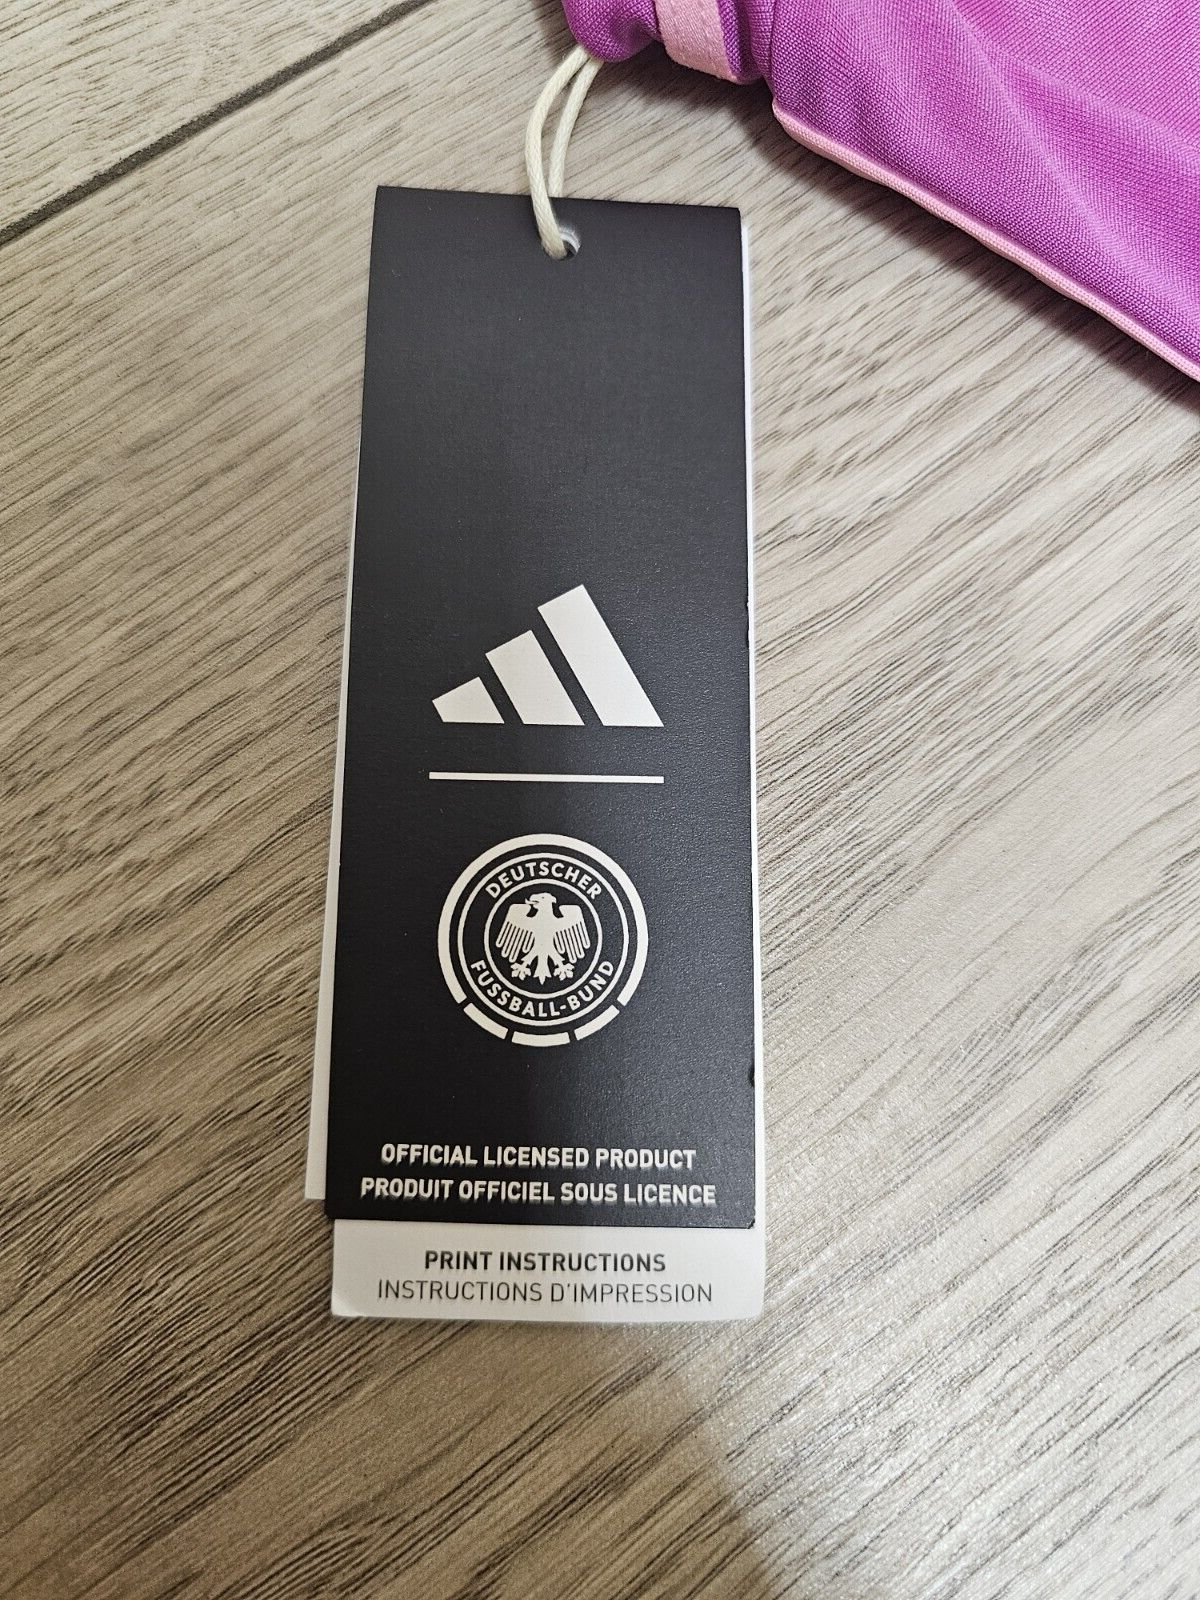 DEUTSCHER
FUSSBALL-BUND
OFFICIAL LICENSED PRODUCT
PRODUIT OFFICIEL SOUS LICENCE
PRINT INSTRUCTIONS
INSTRUCTIONS D'IMPRESSION